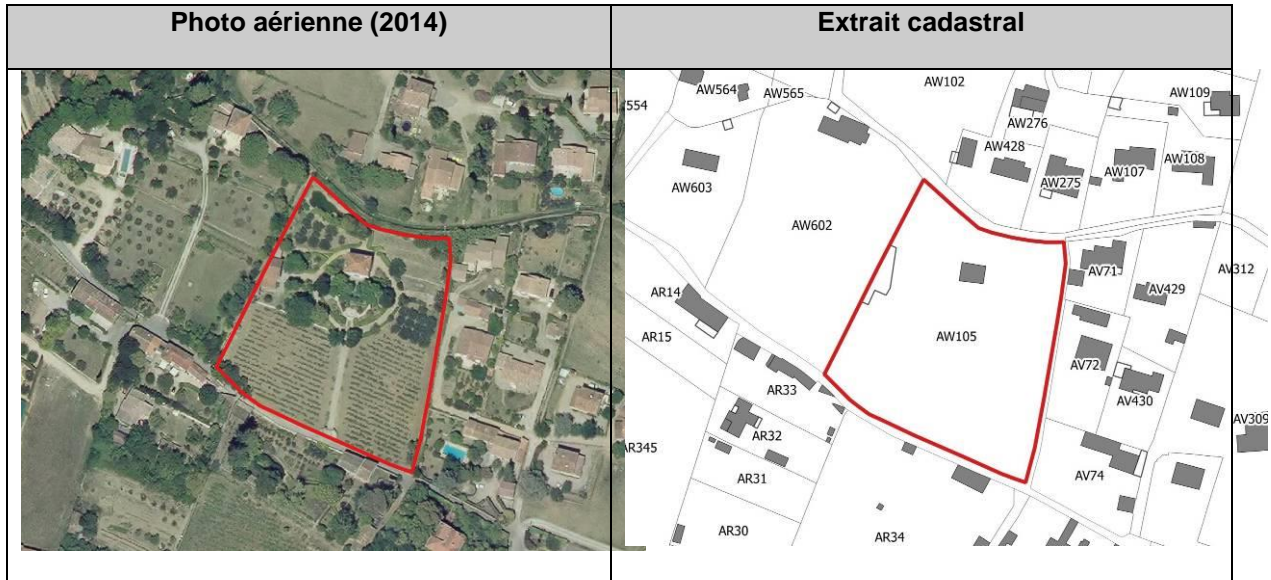 Photo aérienne (2014)
Extrait cadastral
AW564
AW565
AW102
AW109
AW276
AW428
AW108
AW107
AW603
AW275
AW602
AV71
AV312
AR14
AV429
AR15
AW105
AV72
AR33
AV430
AV309
AR32
AR345
AV74
AR31
AR30
AR34